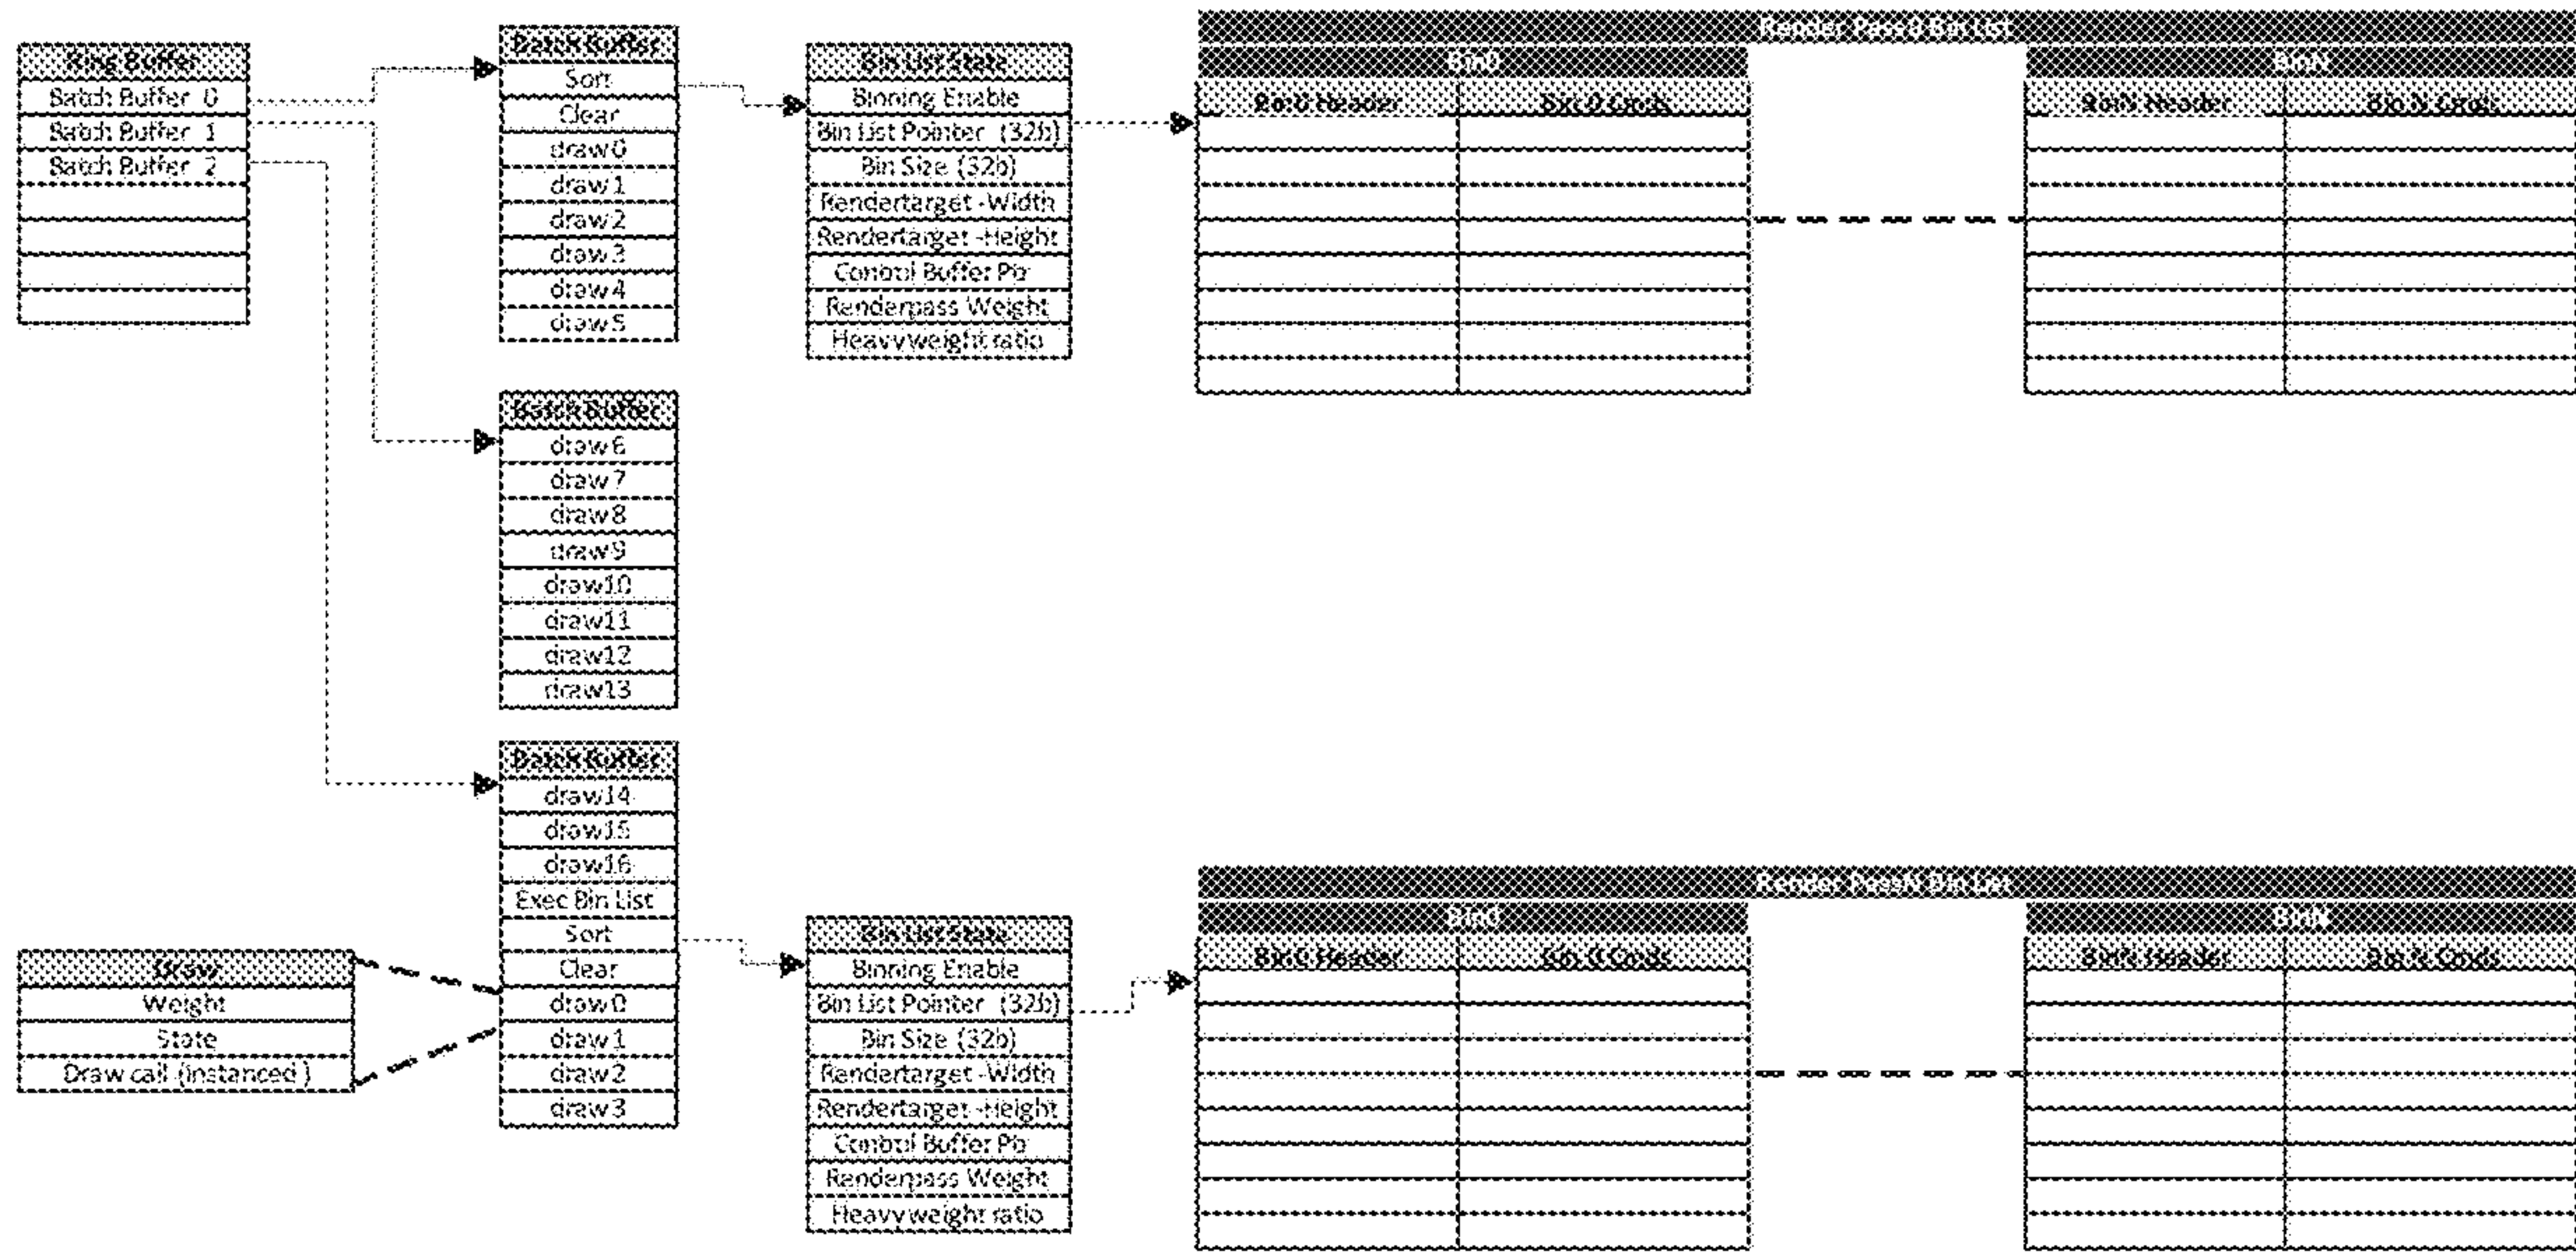 Ring Buffer
Batch Buffer 0
Batch Buffer 1
Batch Buffer 2
Batch Buffer
Sort
Clear
draw0
draw1
draw2
draw3
draw4
draw5
Bin List State
Binning Enable
Bin List Pointer (32b)
Bin Size (32b)
Rendertarget -Width
Rendertarget -Height
Control Buffer Ptr
Renderpass Weight
Heavyweight ratio
Render Pass0 Bin List
Bin0
BinN
Bin0 Header
Bin 0 Cmds
BinN Header
Bin N Cmds
Batch Buffer
draw6
draw7
draw8
draw9
draw10
draw11
draw12
draw13
Batch Buffer
draw14
draw15
draw16
Exec Bin List
Sort
Clear
draw0
draw1
draw2
draw3
Draw
Weight
State
Draw call (instanced )
Bin List State
Binning Enable
Bin List Pointer (32b)
Bin Size (32b)
Rendertarget -Width
Rendertarget -Height
Control Buffer Ptr
Renderpass Weight
Heavyweight ratio
Render PassN Bin List
Bin0
BinN
Bin0 Header
Bin 0 Cmds
BinN Header
Bin N Cmds